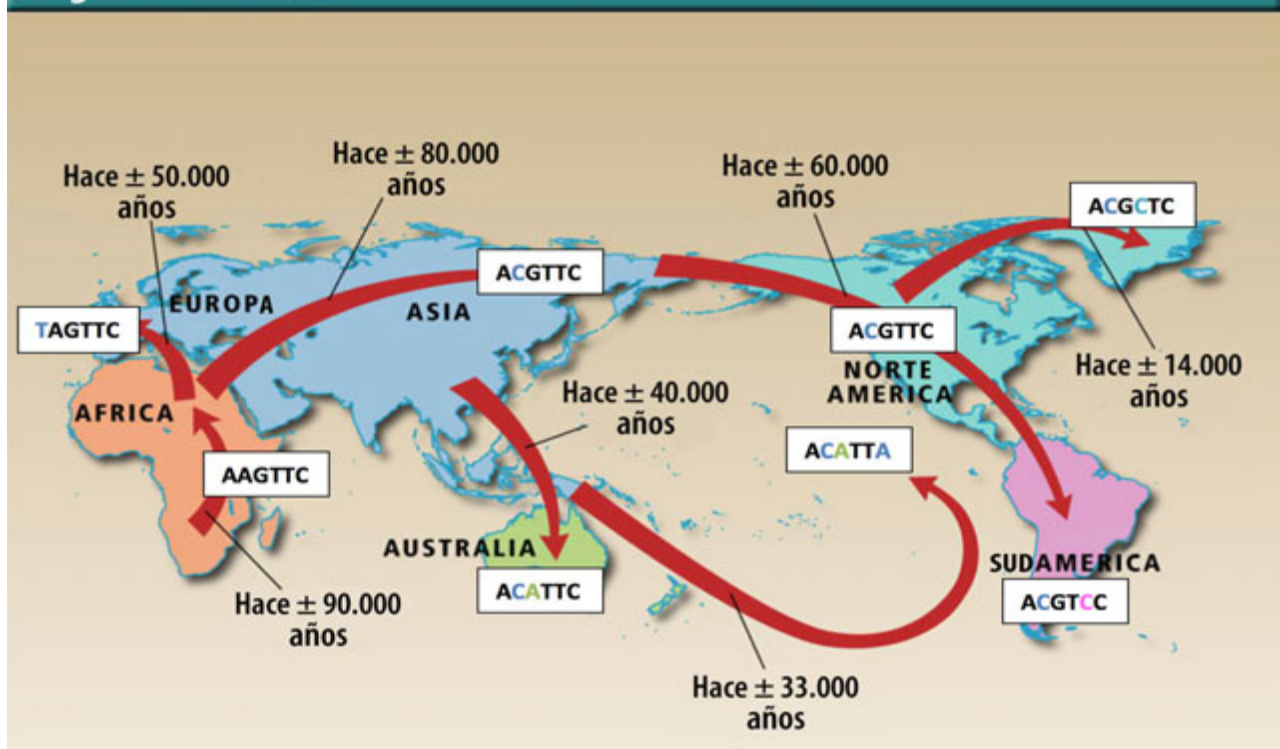 Hace ± 80.000
años
Hace ± 50.000
años
Hace ± 60.000
años
ACGCTC
ACGTTC
EUROPA
ASIA
TAGTTC
ACGTTC
NORTE
AMERICA
Hace ± 14.000
años
AFRICA
Hace ± 40.000
años
ACATTA
AAGTTC
AUSTRALIA
SUDAMERICA
ACATTC
ACGTCC
Hace ± 90.000
años
Hace ± 33.000
años